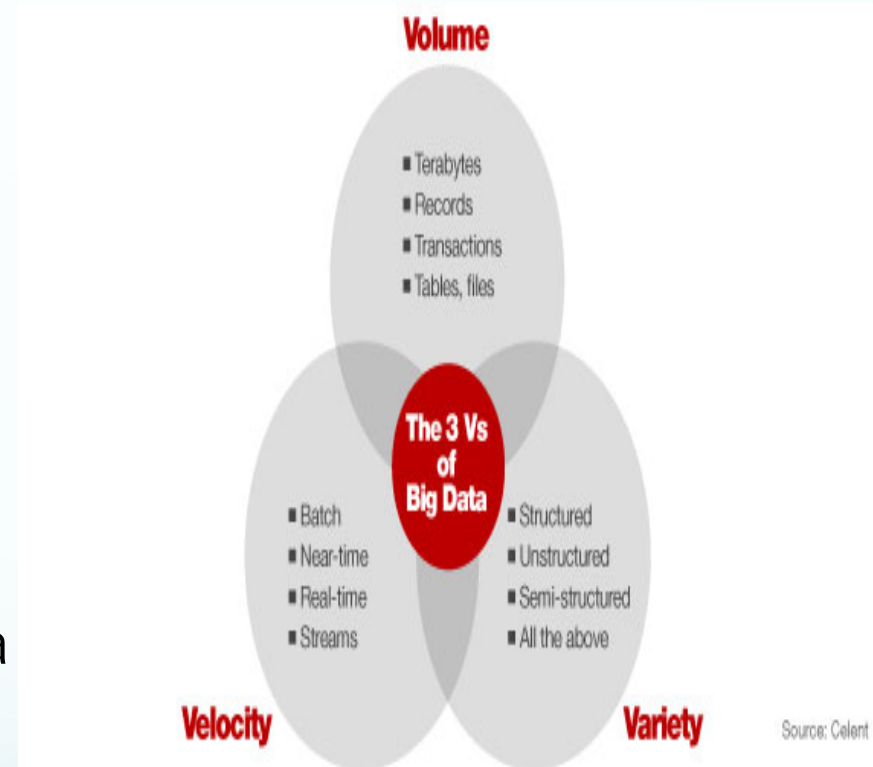 Volume
■ Terabytes
■ Records
■ Transactions
■ Tables, files
The 3 Vs
of
Big Data
■ Batch
■ Near-time
■ Real-time
■ Streams
■ Structured
■ Unstructured
■ Semi-structured
■ All the above
a
Velocity
Variety
Source: Celent